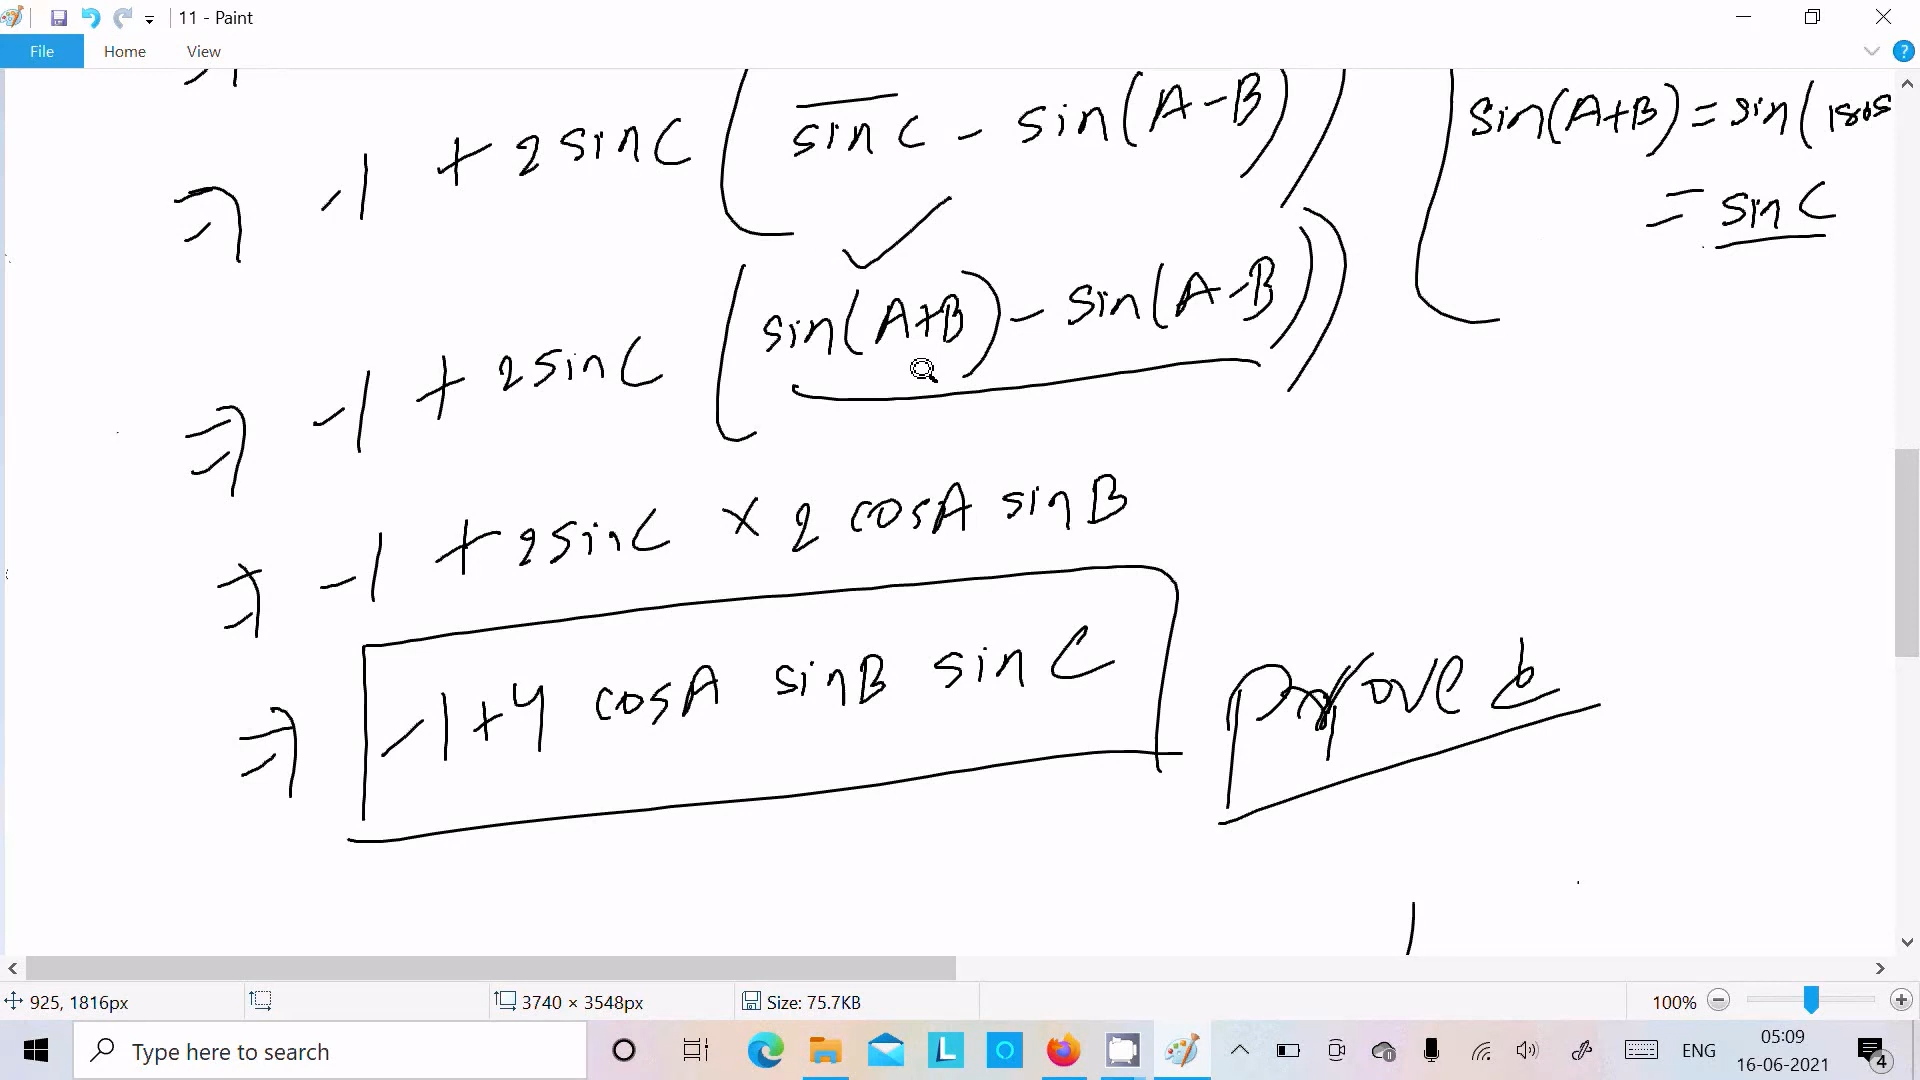 11 - Paint
File Home View
⇒ -1 + 2 sin C ( sin C - sin(A-B) )
sin(A+B) = sin(180
= sin C
⇒ -1 + 2 sin C ( sin(A+B) - sin(A-B) )
⇒ -1 + 2 sin C × 2 cos A sin B
⇒ -1 + 4 cos A sin B sin C
Proved
925, 1816px 3740 × 3548px Size: 75.7KB 100%
Type here to search
ENG
05:09
16-06-2021
4